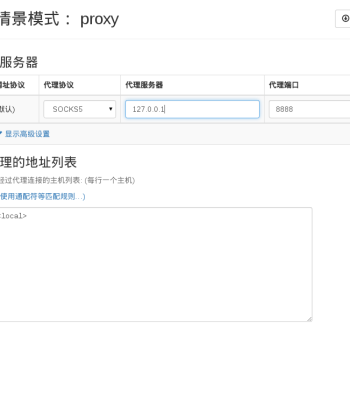 情景模式： proxy
服务器
网址协议 代理协议 代理服务器 代理端口
默认) SOCKS5 127.0.0.1 8888
显示高级设置
理的地址列表
经过代理连接的主机列表: (每行一个主机)
使用通配符等匹配规则…)
<local>